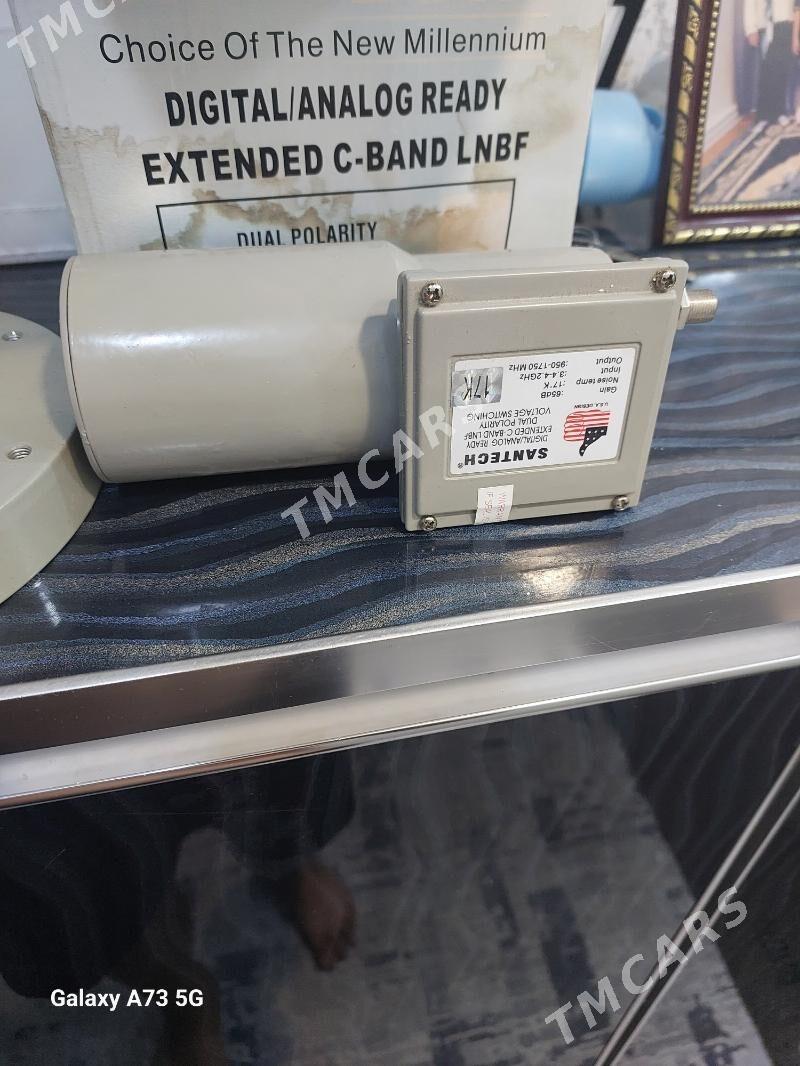 Choice Of The New Millennium
DIGITAL/ANALOG READY
EXTENDED C-BAND LNBF
DUAL POLARITY
SANTECH®
DIGITAL/ANALOG READY
EXTENDED C-BAND LNBF
DUAL POLARITY
VOLTAGE SWITCHING
U.S.A. DESIGN
Gain :65dB
Noise temp :17°K
Input :3.4-4.2GHz
Output :950-1750 MHz
17K
TMCARS
TMCARS
TMCARS
TMCARS
Galaxy A73 5G